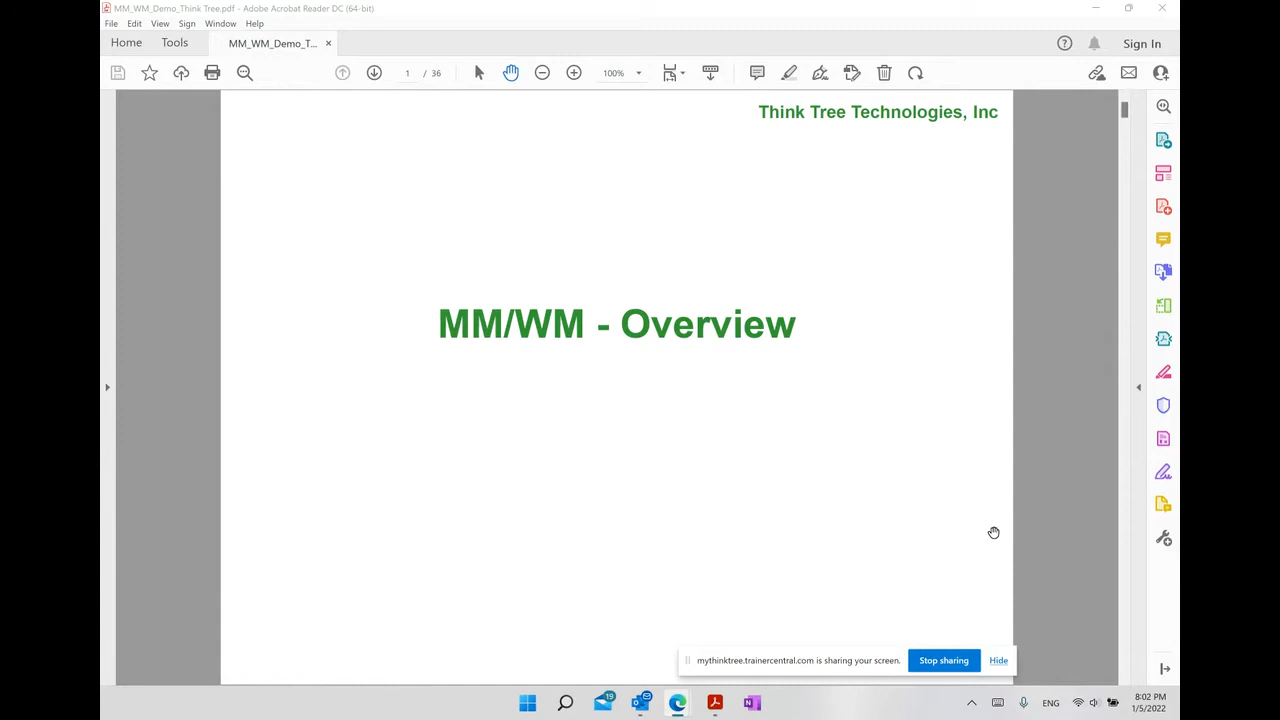 MM_WM_Demo_Think Tree.pdf - Adobe Acrobat Reader DC (64-bit)
File Edit View Sign Window Help
Home Tools MM_WM_Demo_T... × Sign In
1 / 36 100%
Think Tree Technologies, Inc
MM/WM - Overview
mythinktree.trainercentral.com is sharing your screen. Stop sharing Hide
19
ENG
8:02 PM
1/5/2022